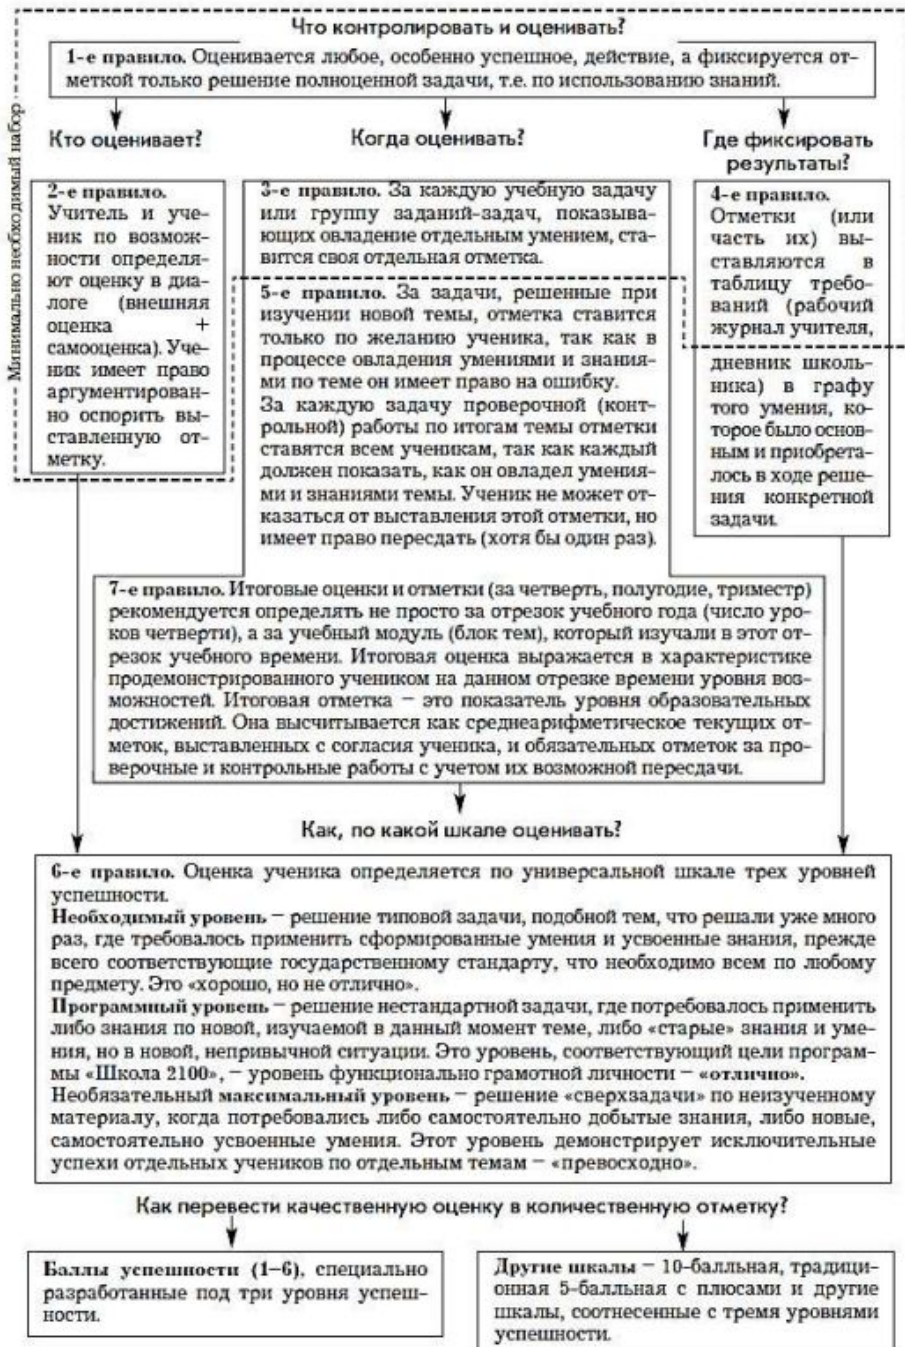 Минимально необходимый набор
Что контролировать и оценивать?
1-е правило. Оценивается любое, особенно успешное, действие, а фиксируется от-
меткой только решение полноценной задачи, т.е. по использованию знаний.
Кто оценивает?
2-е правило.
Учитель и уче-
ник по возмож-
ности определя-
ют оценку в диа-
логе (внешняя
оценка +
самооценка). Уче-
ник имеет право
аргументирован-
но оспорить вы-
ставленную от-
метку.
Когда оценивать?
3-е правило. За каждую учебную задачу
или группу заданий-задач, показываю-
щих овладение отдельным умением, ста-
вится своя отдельная отметка.
5-е правило. За задачи, решенные при
изучении новой темы, отметка ставится
только по желанию ученика, так как в
процессе овладения умениями и знания-
ми по теме он имеет право на ошибку.
За каждую задачу проверочной (конт-
рольной) работы по итогам темы отметки
ставятся всем ученикам, так как каждый
должен показать, как он овладел умения-
ми и знаниями темы. Ученик не может от-
казаться от выставления этой отметки, но
имеет право пересдать (хотя бы один раз).
Где фиксировать
результаты?
4-е правило.
Отметки (или
часть их) вы-
ставляются в
таблицу требо-
ваний (рабочий
журнал учителя,
дневник школь-
ника) в графу
того умения, ко-
торое было основ-
ным и приобрета-
лось в ходе реше-
ния конкретной
задачи.
7-е правило. Итоговые оценки и отметки (за четверть, полугодие, триместр)
рекомендуется определять не просто за отрезок учебного года (число уро-
ков четверти), а за учебный модуль (блок тем), который изучали в этот от-
резок учебного времени. Итоговая оценка выражается в характеристике
продемонстрированного учеником на данном отрезке времени уровня воз-
можностей. Итоговая отметка – это показатель уровня образовательных
достижений. Она высчитывается как среднеарифметическое текущих от-
меток, выставленных с согласия ученика, и обязательных отметок за про-
верочные и контрольные работы с учетом их возможной пересдачи.
Как, по какой шкале оценивать?
6-е правило. Оценка ученика определяется по универсальной шкале трех уровней
успешности.
Необходимый уровень – решение типовой задачи, подобной тем, что решали уже много
раз, где требовалось применить сформированные умения и усвоенные знания, прежде
всего соответствующие государственному стандарту, что необходимо всем по любому
предмету. Это «хорошо, но не отлично».
Программный уровень – решение нестандартной задачи, где потребовалось применить
либо знания по новой, изучаемой в данный момент теме, либо «старые» знания и уме-
ния, но в новой, непривычной ситуации. Это уровень, соответствующий цели програм-
мы «Школа 2100», – уровень функционально грамотной личности – «отлично».
Необязательный максимальный уровень – решение «сверхзадачи» по неизученному
материалу, когда потребовались либо самостоятельно добытые знания, либо новые,
самостоятельно усвоенные умения. Этот уровень демонстрирует исключительные
успехи отдельных учеников по отдельным темам – «превосходно».
Как перевести качественную оценку в количественную отметку?
Баллы успешности (1–6), специально
разработанные под три уровня успеш-
ности.
Другие шкалы – 10-балльная, традици-
онная 5-балльная с плюсами и другие
шкалы, соотнесенные с тремя уровнями
успешности.